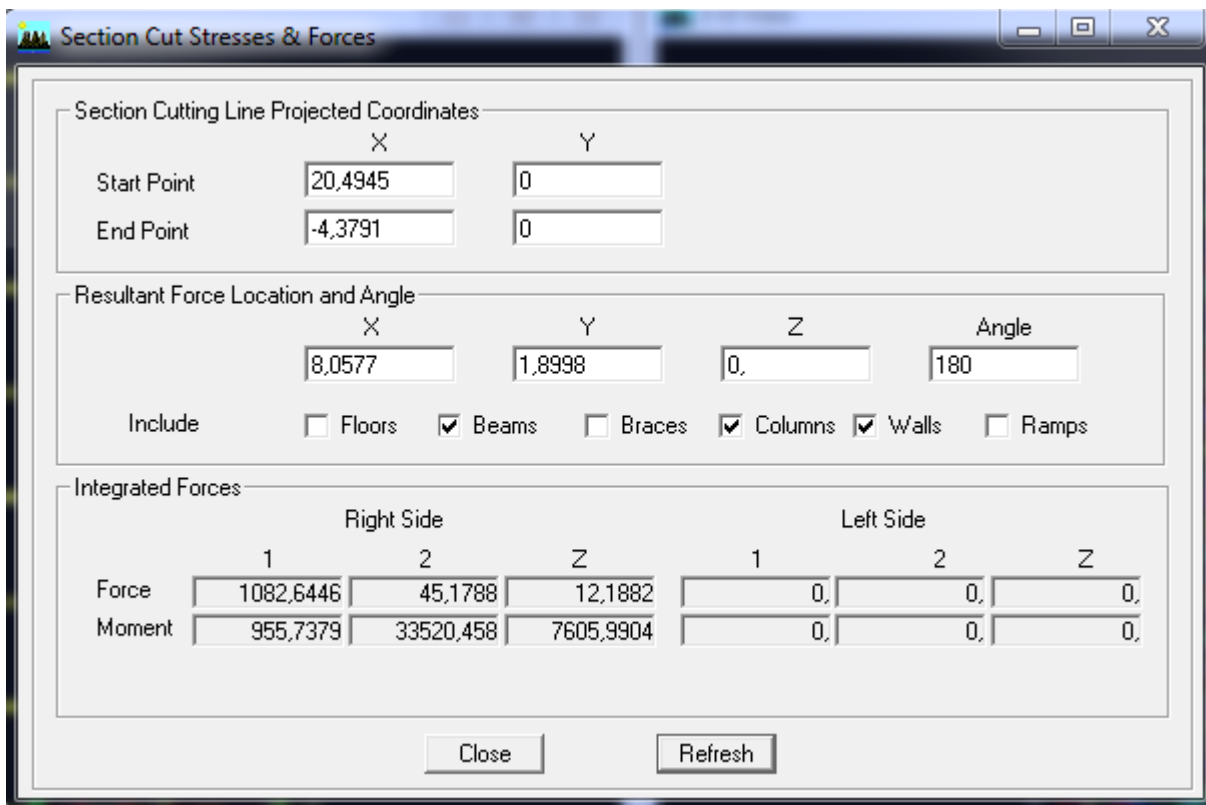 Section Cut Stresses & Forces
Section Cutting Line Projected Coordinates
X Y
Start Point 20,4945 0
End Point -4,3791 0
Resultant Force Location and Angle
X Y Z Angle
8,0577 1,8998 0, 180
Include Floors Beams Braces Columns Walls Ramps
Integrated Forces
Right Side Left Side
1 2 Z 1 2 Z
Force 1082,6446 45,1788 12,1882 0, 0, 0,
Moment 955,7379 33520,458 7605,9904 0, 0, 0,
Close Refresh